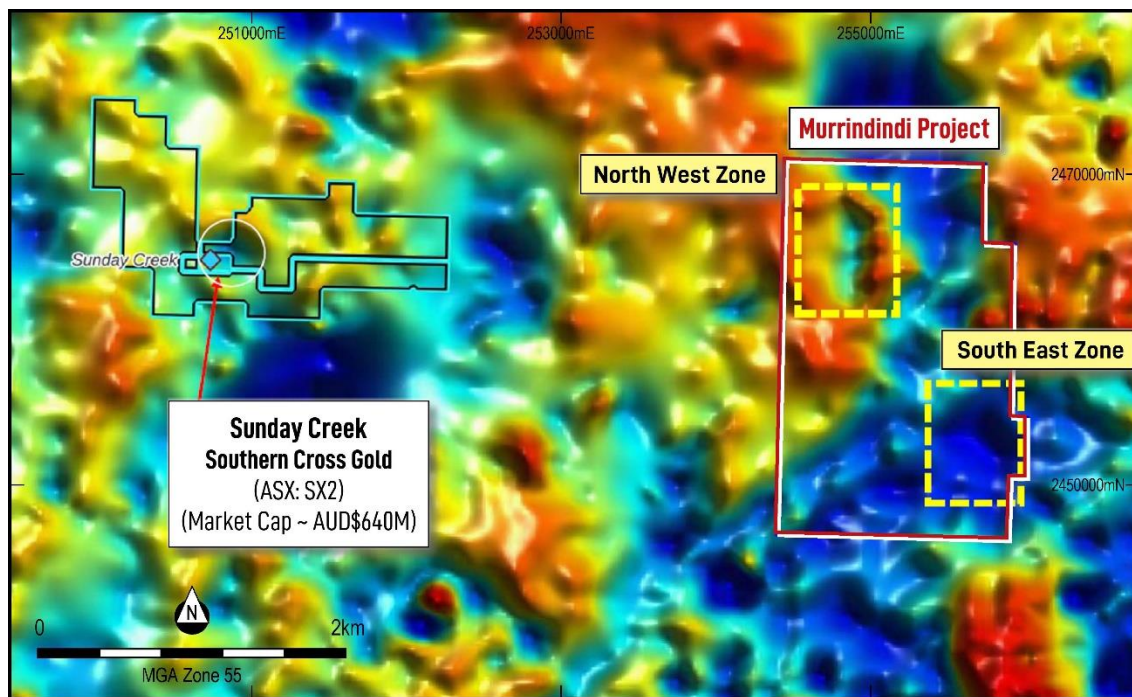 251000mE
253000mE
255000mE
Murrindindi Project
North West Zone
2470000mN
Sunday Creek
South East Zone
Sunday Creek
Southern Cross Gold
(ASX: SX2)
(Market Cap ~ AUD$640M)
2450000mN
N
0
2km
MGA Zone 55